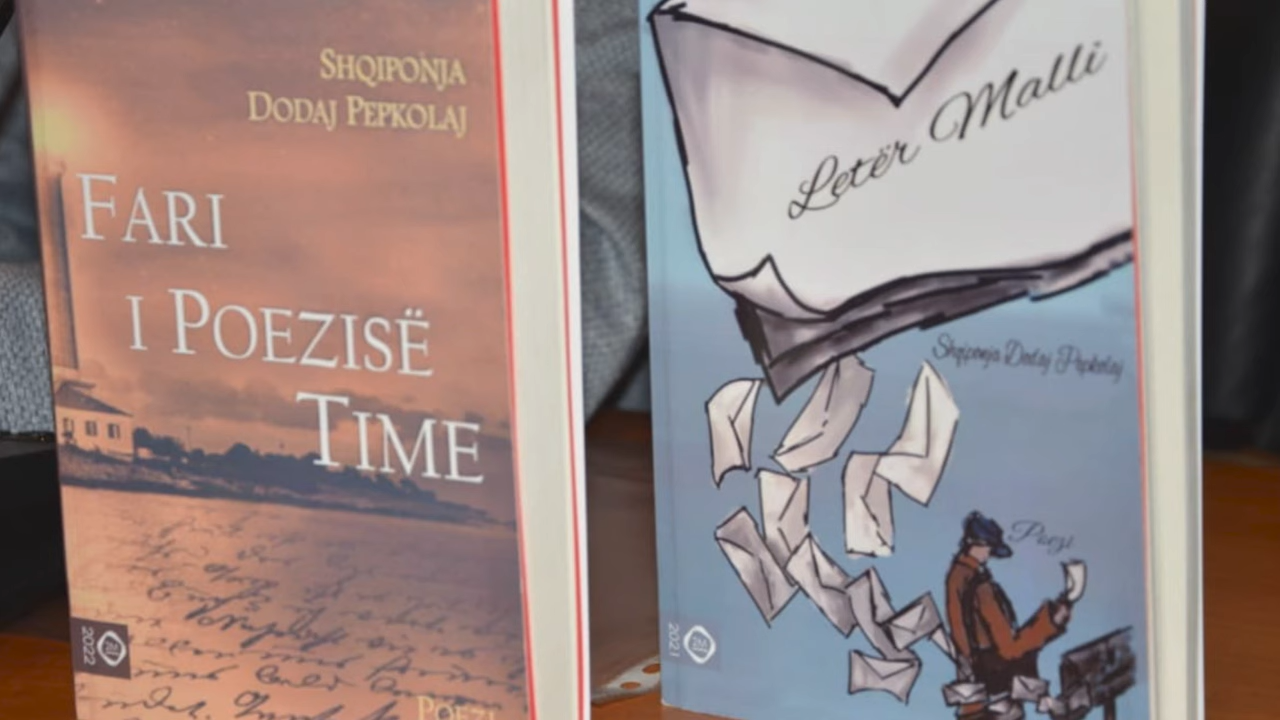 SHQIPONJA
DODAJ PEPKOLAJ
FARI
I POEZISË
TIME
2022
POEZI
Letër Malli
Shqiponja Dodaj Pepkolaj
Poezi
2021